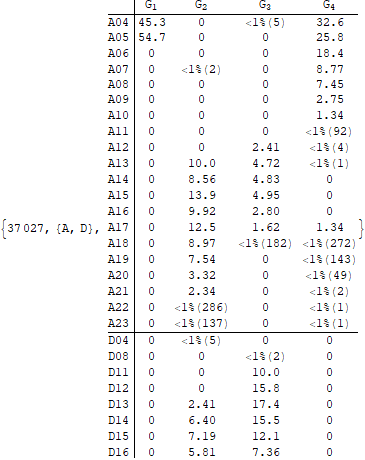 G1 G2 G3 G4
A04 45.3 0 <1%(5) 32.6
A05 54.7 0 0 25.8
A06 0 0 0 18.4
A07 0 <1%(2) 0 8.77
A08 0 0 0 7.45
A09 0 0 0 2.75
A10 0 0 0 1.34
A11 0 0 0 <1%(92)
A12 0 0 2.41 <1%(4)
A13 0 10.0 4.72 <1%(1)
A14 0 8.56 4.83 0
A15 0 13.9 4.95 0
A16 0 9.92 2.80 0
{37027, {A, D}, A17 0 12.5 1.62 1.34 }
A18 0 8.97 <1%(182) <1%(272)
A19 0 7.54 0 <1%(143)
A20 0 3.32 0 <1%(49)
A21 0 2.34 0 <1%(2)
A22 0 <1%(286) 0 <1%(1)
A23 0 <1%(137) 0 <1%(1)
D04 0 <1%(5) 0 0
D08 0 0 <1%(2) 0
D11 0 0 10.0 0
D12 0 0 15.8 0
D13 0 2.41 17.4 0
D14 0 6.40 15.5 0
D15 0 7.19 12.1 0
D16 0 5.81 7.36 0